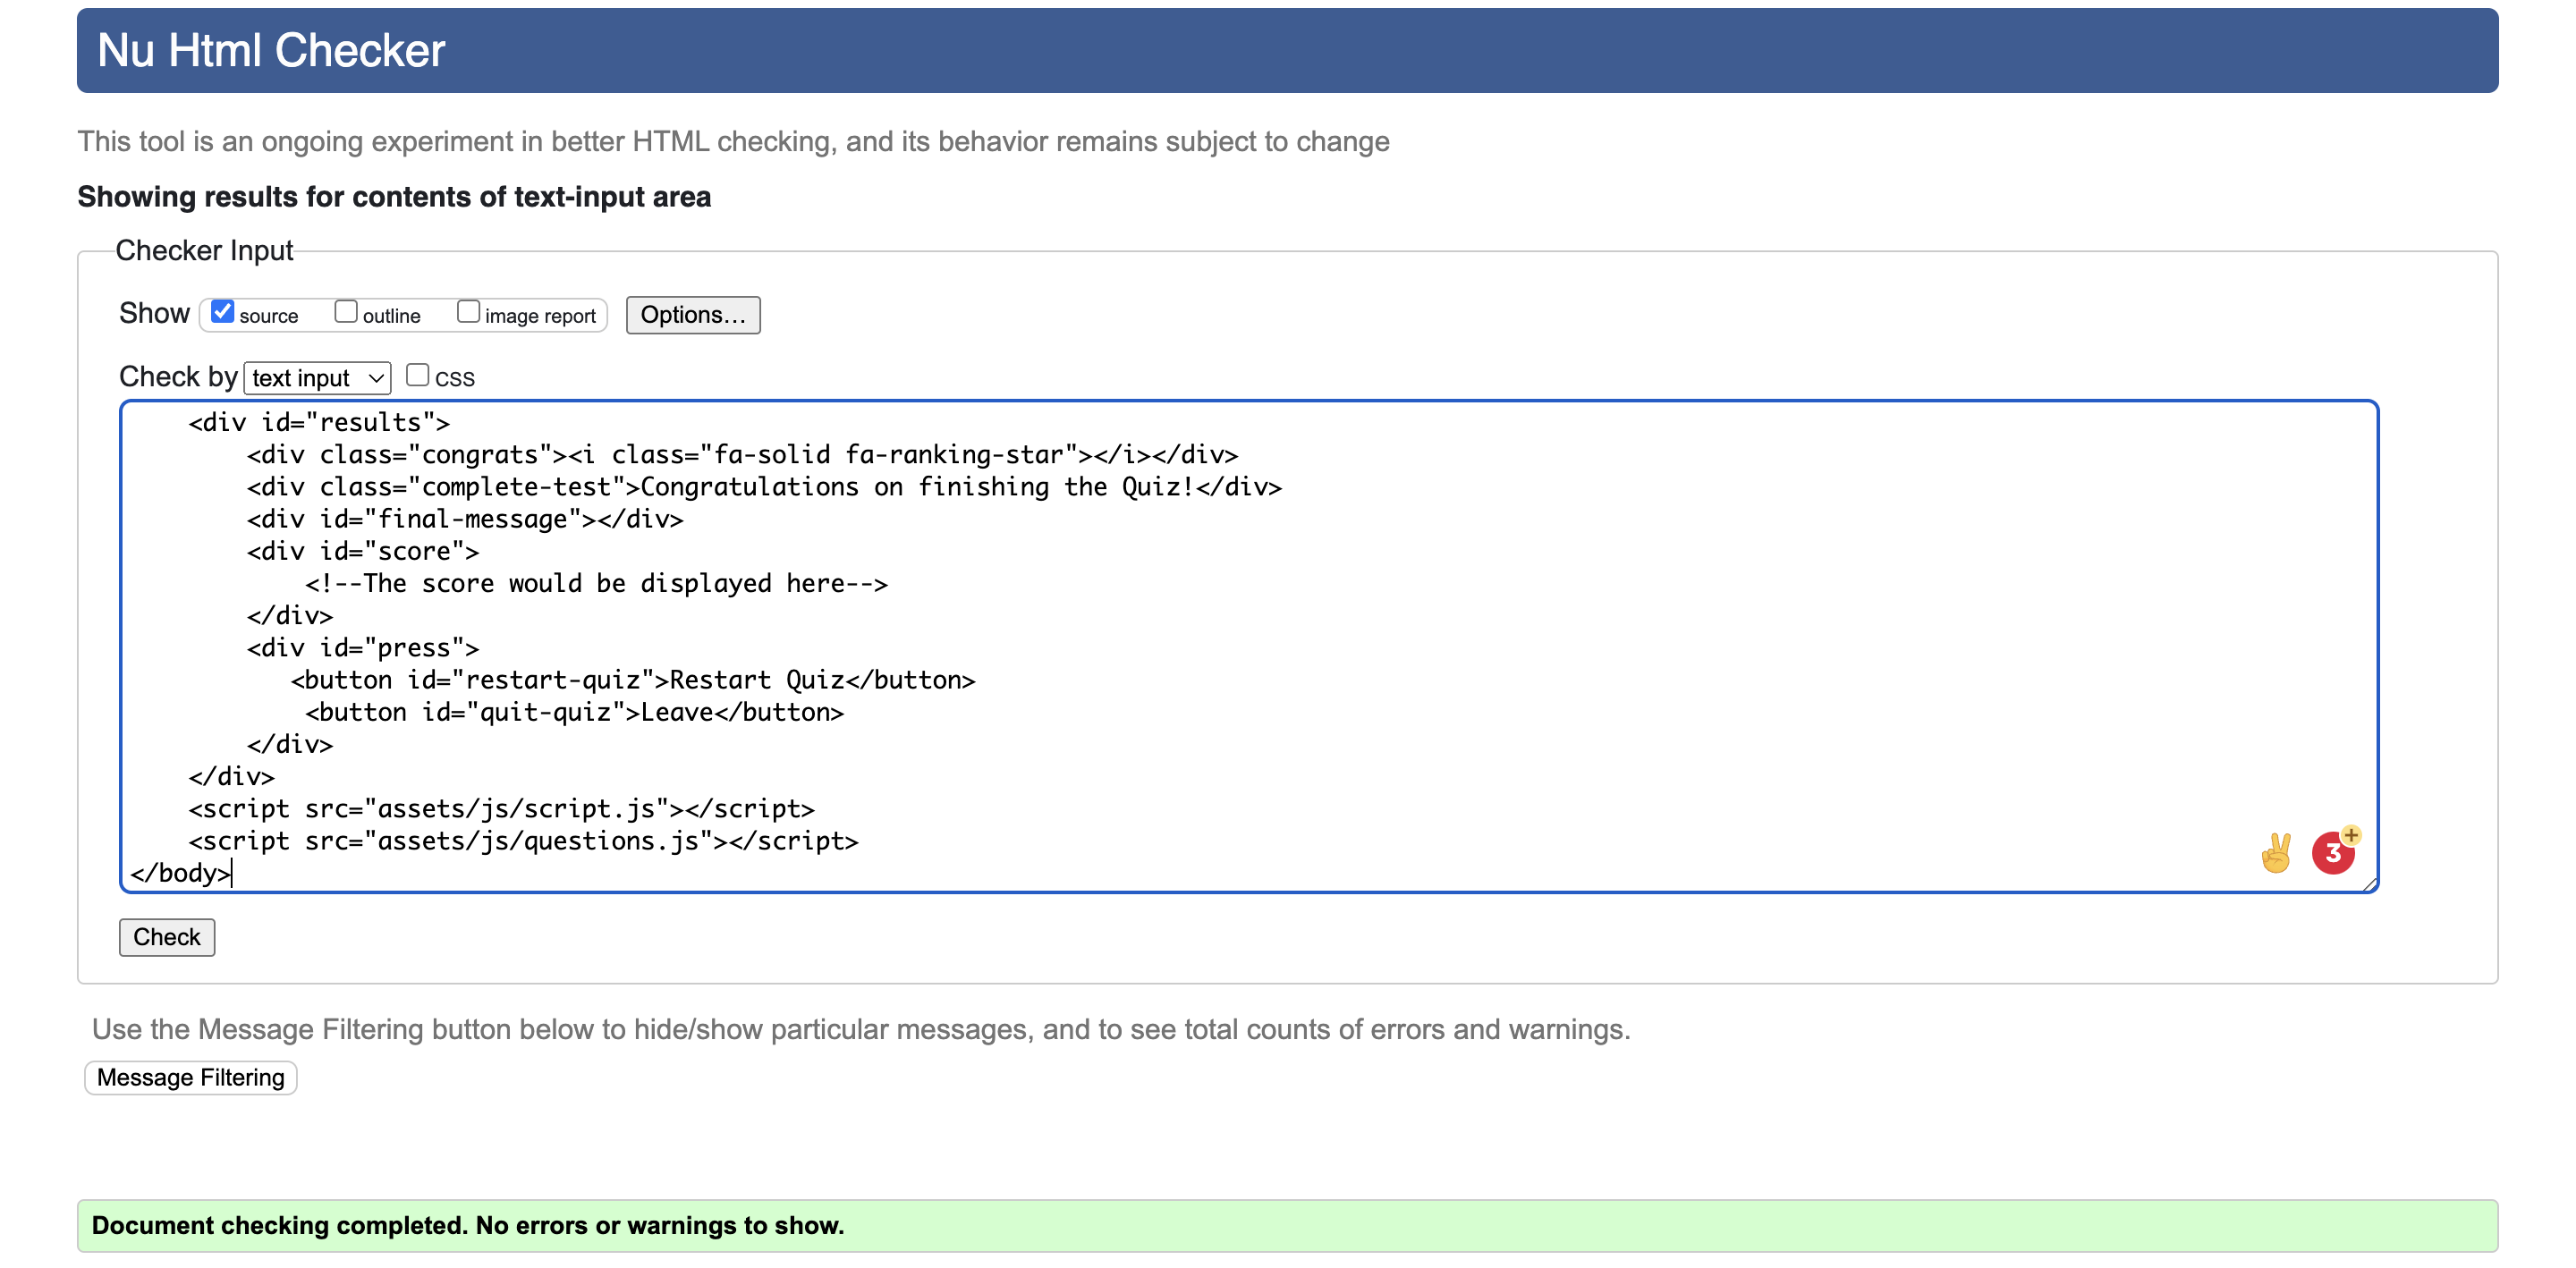 Nu Html Checker
This tool is an ongoing experiment in better HTML checking, and its behavior remains subject to change
Showing results for contents of text-input area
Checker Input
Show source outline image report Options...
Check by text input CSS
<div id="results">
<div class="congrats"><i class="fa-solid fa-ranking-star"></i></div>
<div class="complete-test">Congratulations on finishing the Quiz!</div>
<div id="final-message"></div>
<div id="score">
<!--The score would be displayed here-->
</div>
<div id="press">
<button id="restart-quiz">Restart Quiz</button>
<button id="quit-quiz">Leave</button>
</div>
</div>
<script src="assets/js/script.js"></script>
<script src="assets/js/questions.js"></script>
</body>
3+
Check
Use the Message Filtering button below to hide/show particular messages, and to see total counts of errors and warnings.
Message Filtering
Document checking completed. No errors or warnings to show.